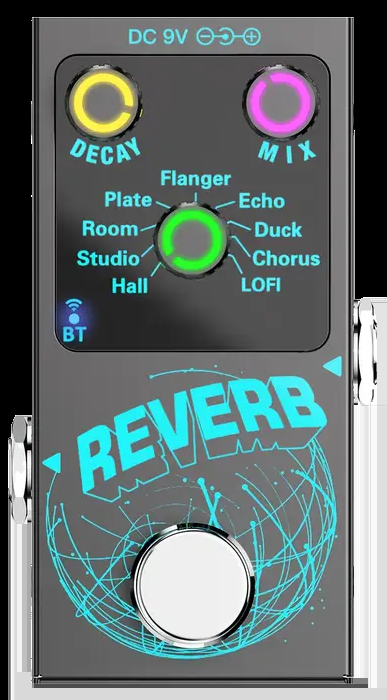 DC 9V
DECAY
MIX
Flanger
Plate
Echo
Room
Duck
Studio
Chorus
Hall
LOFI
BT
REVERB